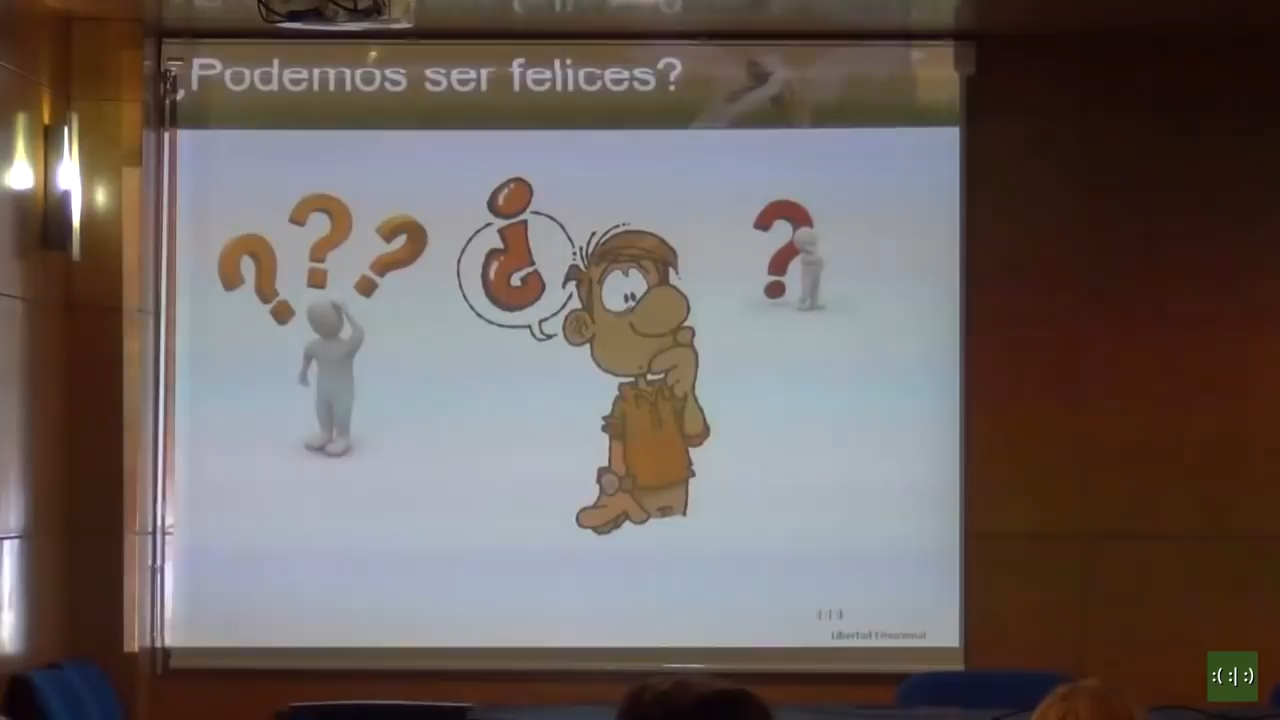 ¿Podemos ser felices?
? ? ?
¿
?
Libertad Emocional
:( :| :)